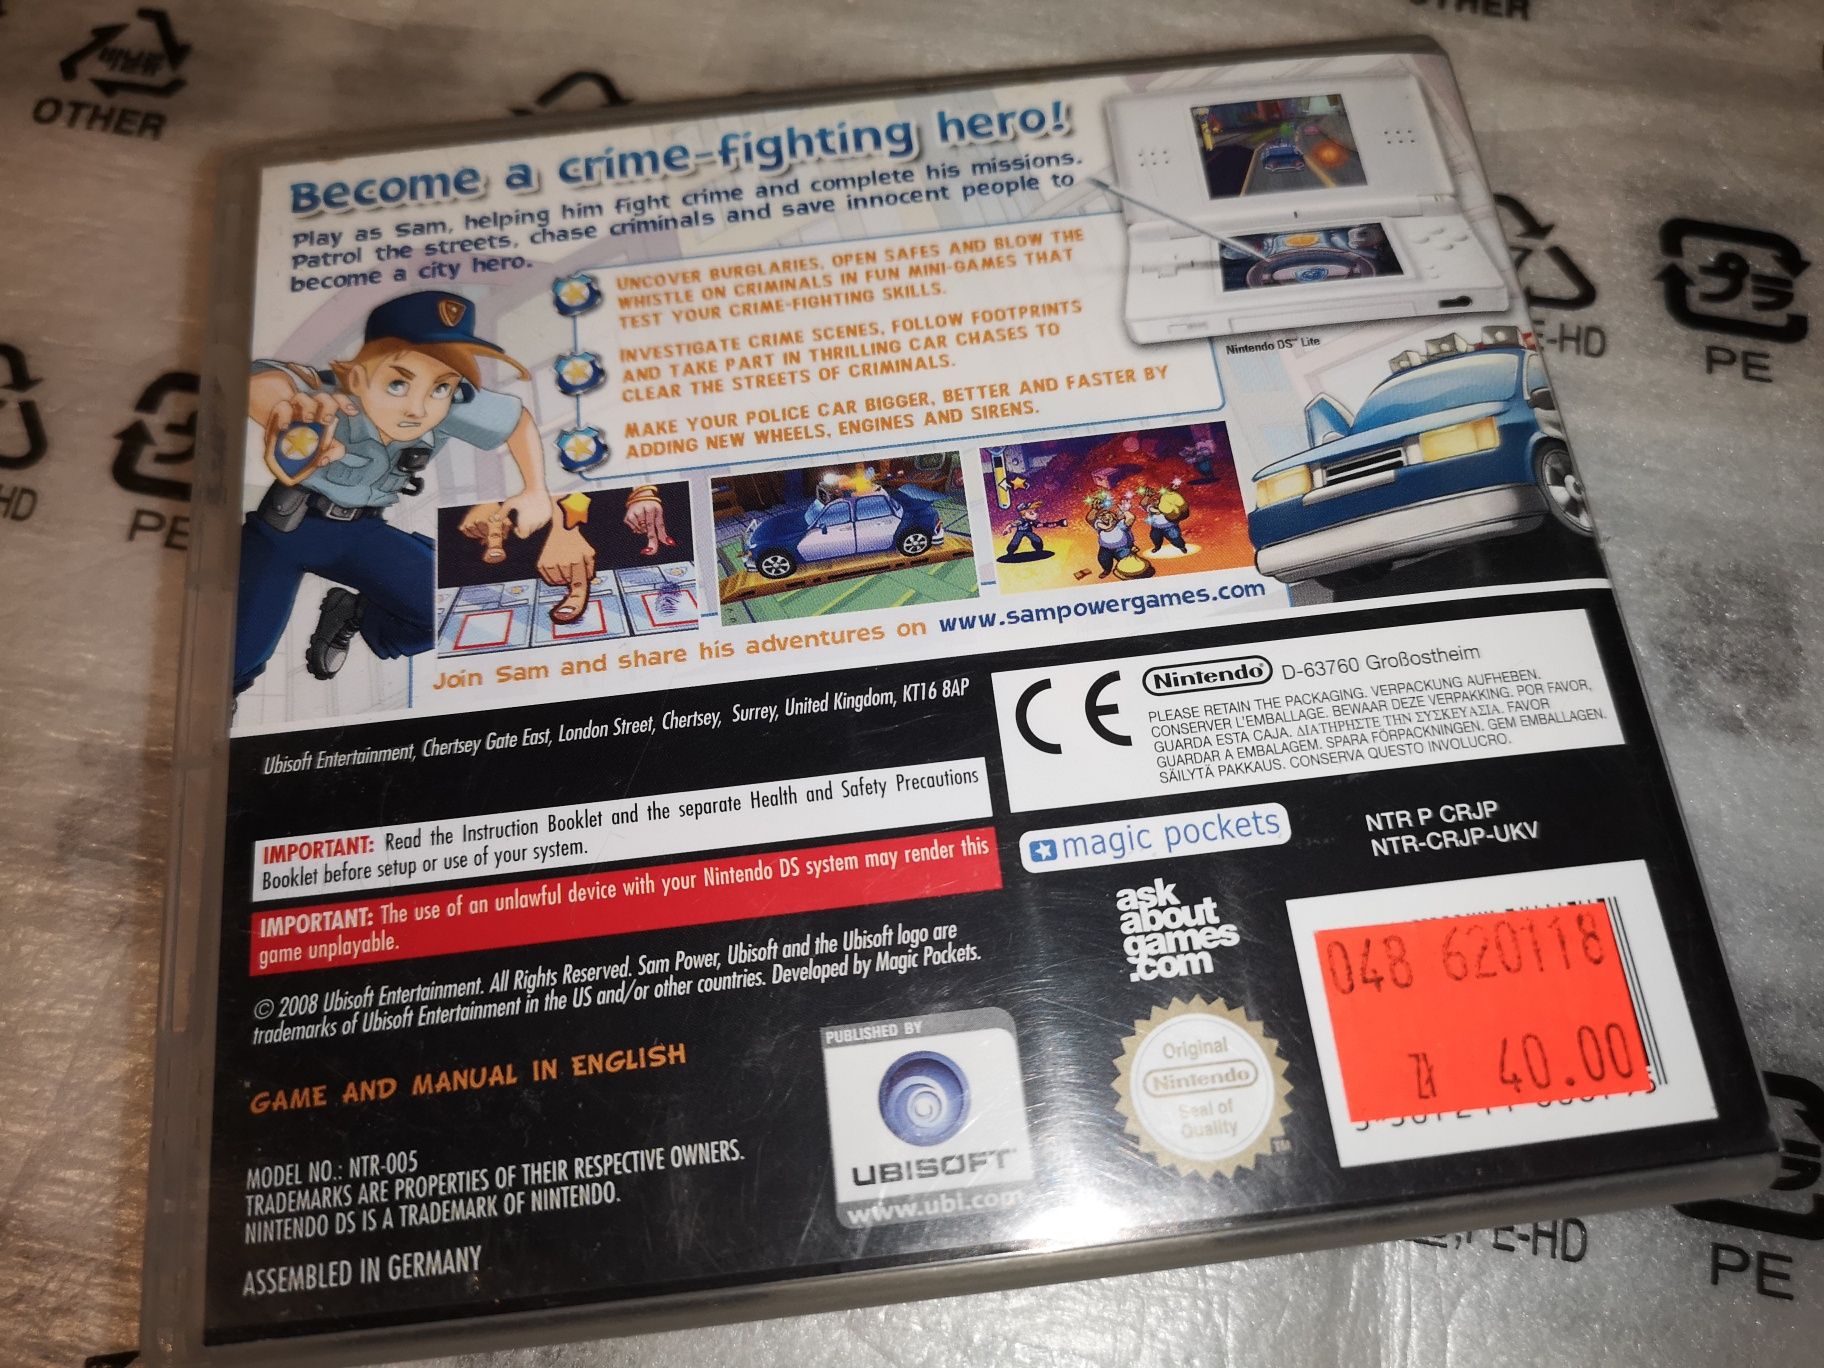 OTHER
OTHER
Become a crime-fighting hero!
Play as Sam, helping him fight crime and complete his missions.
Patrol the streets, chase criminals and save innocent people to
become a city hero.
UNCOVER BURGLARIES, OPEN SAFES AND BLOW THE
WHISTLE ON CRIMINALS IN FUN MINI-GAMES THAT
TEST YOUR CRIME-FIGHTING SKILLS.
INVESTIGATE CRIME SCENES, FOLLOW FOOTPRINTS
AND TAKE PART IN THRILLING CAR CHASES TO
CLEAR THE STREETS OF CRIMINALS.
MAKE YOUR POLICE CAR BIGGER, BETTER AND FASTER BY
ADDING NEW WHEELS, ENGINES AND SIRENS.
Nintendo DS™ Lite
Join Sam and share his adventures on www.sampowergames.com
Ubisoft Entertainment, Chertsey Gate East, London Street, Chertsey, Surrey, United Kingdom, KT16 8AP
IMPORTANT: Read the Instruction Booklet and the separate Health and Safety Precautions
Booklet before setup or use of your system.
IMPORTANT: The use of an unlawful device with your Nintendo DS system may render this
game unplayable.
© 2008 Ubisoft Entertainment. All Rights Reserved. Sam Power, Ubisoft and the Ubisoft logo are
trademarks of Ubisoft Entertainment in the US and/or other countries. Developed by Magic Pockets.
GAME AND MANUAL IN ENGLISH
MODEL NO.: NTR-005
TRADEMARKS ARE PROPERTIES OF THEIR RESPECTIVE OWNERS.
NINTENDO DS IS A TRADEMARK OF NINTENDO.
ASSEMBLED IN GERMANY
PUBLISHED BY
UBISOFT™
www.ubi.com
CE
Nintendo® D-63760 Großostheim
PLEASE RETAIN THE PACKAGING. VERPACKUNG AUFHEBEN.
CONSERVER L'EMBALLAGE. BEWAAR DEZE VERPAKKING. POR FAVOR,
GUARDA ESTA CAJA. ΔΙΑΤΗΡΗΣΤΕ ΤΗΝ ΣΥΣΚΕΥΑΣΙΑ. FAVOR
GUARDAR A EMBALAGEM. SPARA FÖRPACKNINGEN. GEM EMBALLAGEN.
SÄILYTÄ PAKKAUS. CONSERVA QUESTO INVOLUCRO.
magic pockets
NTR P CRJP
NTR-CRJP-UKV
ask
about
games
.com
Original
Nintendo
Seal of
Quality
TM
048 620118
zł 40.00
PE
プラ
PE
PE-HD
HD
PE-HD
PE